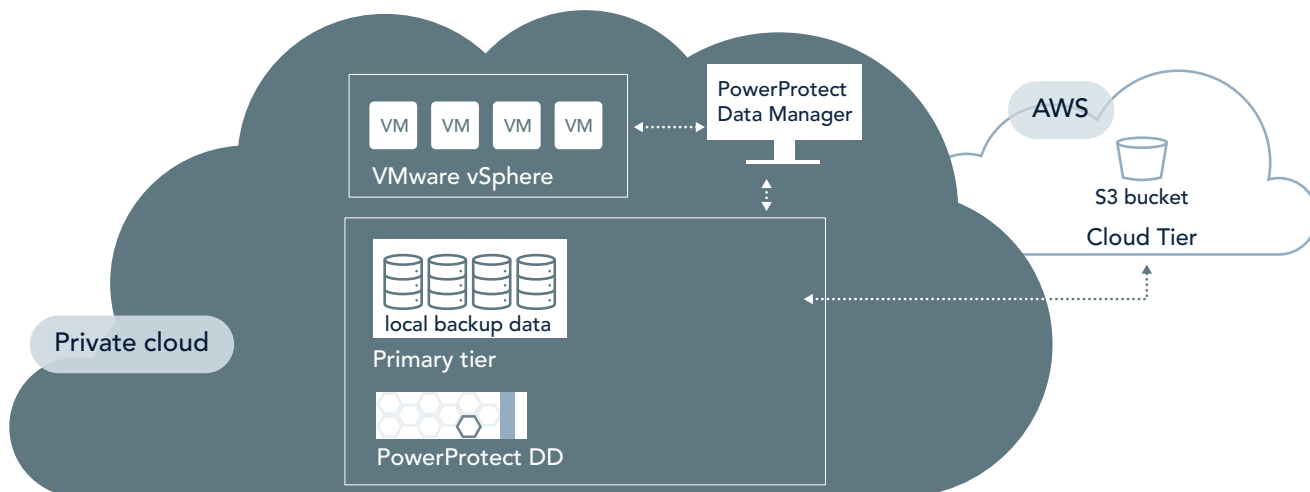 VM VM VM VM
VMware vSphere
PowerProtect
Data Manager
AWS
S3 bucket
Cloud Tier
local backup data
Primary tier
Private cloud
PowerProtect DD